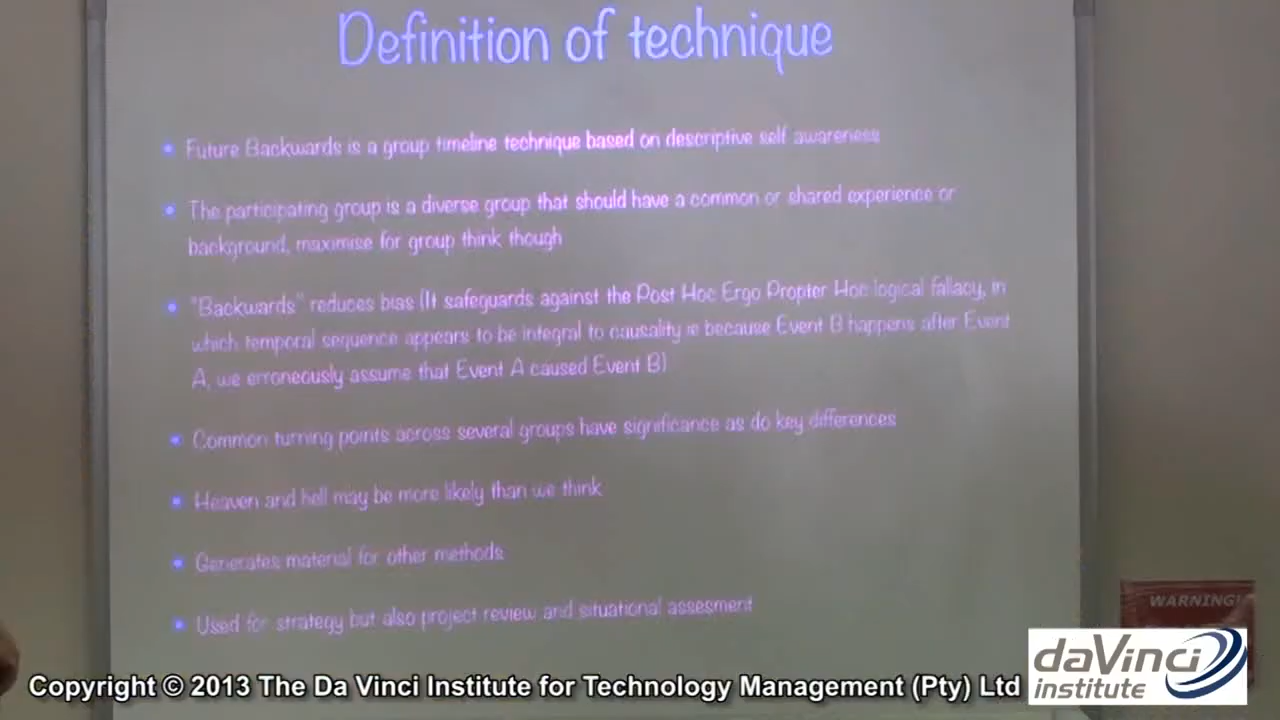 Definition of technique
• Future Backwards is a group timeline technique based on descriptive self awareness
• The participating group is a diverse group that should have a common or shared experience or
background, maximise for group think though
• "Backwards" reduces bias (It safeguards against the Post Hoc Ergo Propter Hoc logical fallacy, in
which temporal sequence appears to be integral to causality ie because Event B happens after Event
A, we erroneously assume that Event A caused Event B)
• Common turning points across several groups have significance as do key differences
• Heaven and hell may be more likely than we think
• Generates material for other methods
• Used for strategy but also project review and situational assesment
WARNING!
daVinci
institute
Copyright © 2013 The Da Vinci Institute for Technology Management (Pty) Ltd